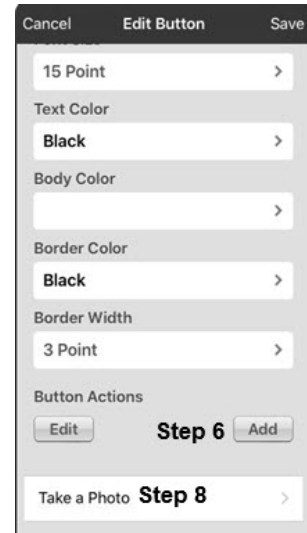 Cancel Edit Button Save
15 Point
Text Color
Black
Body Color
Border Color
Black
Border Width
3 Point
Button Actions
Edit Step 6 Add
Take a Photo Step 8